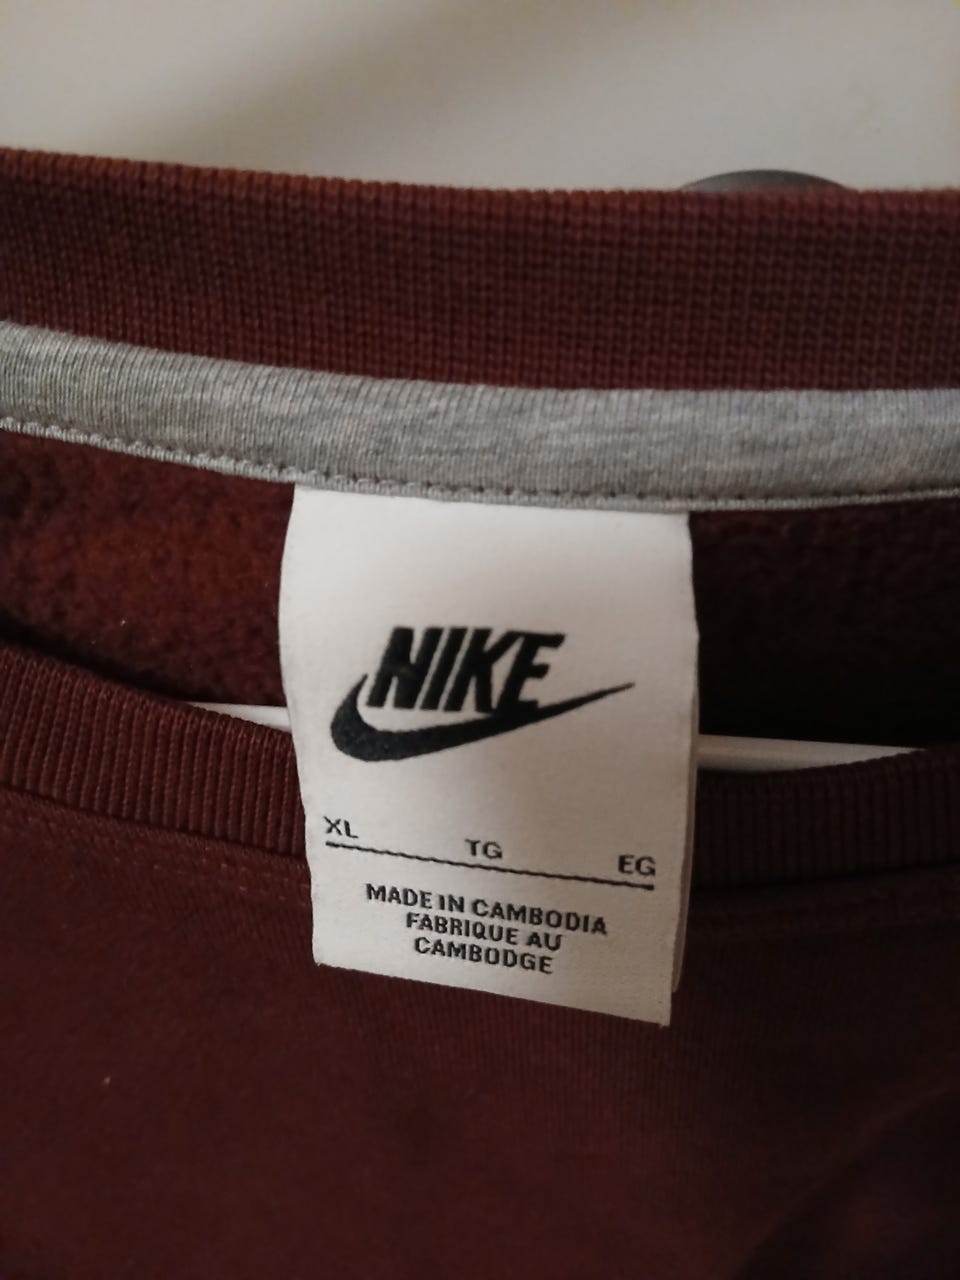 NIKE
XL TG EG
MADE IN CAMBODIA
FABRIQUE AU
CAMBODGE